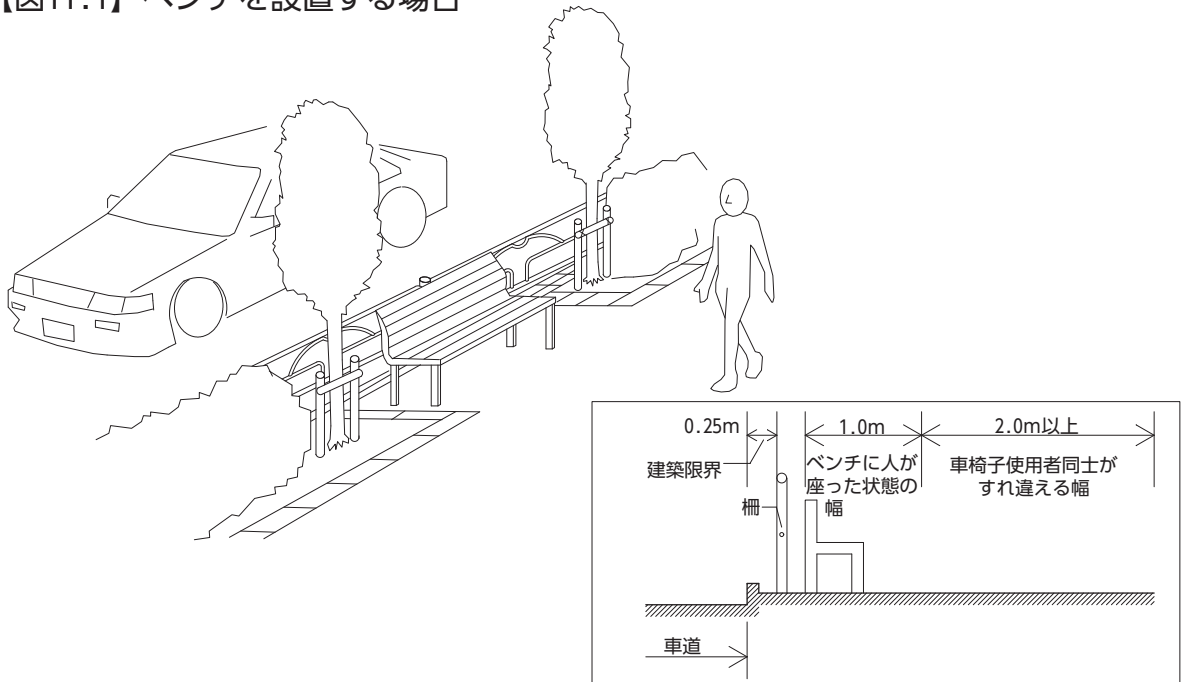 【図11.1】ベンチを設置する場合
0.25m
1.0m
2.0m以上
建築限界
ベンチに人が
座った状態の
幅
車椅子使用者同士が
すれ違える幅
柵
車道